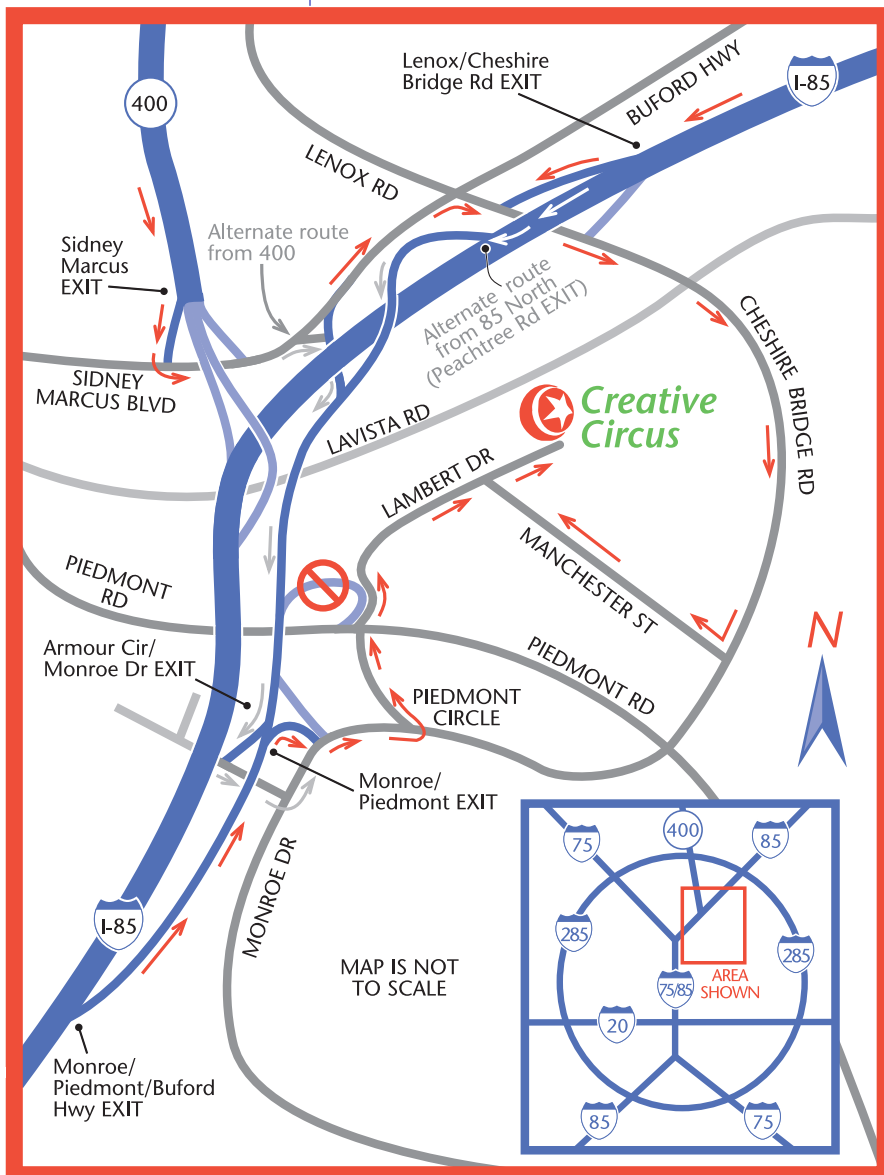 Lenox/Cheshire
Bridge Rd EXIT
I-85
BUFORD HWY
400
LENOX RD
Alternate route
from 400
Sidney
Marcus
EXIT
Alternate route
from 85 North
(Peachtree Rd EXIT)
CHESHIRE BRIDGE RD
SIDNEY
MARCUS BLVD
Creative
Circus
LAVISTA RD
LAMBERT DR
MANCHESTER ST
PIEDMONT
RD
N
Armour Cir/
Monroe Dr EXIT
PIEDMONT RD
PIEDMONT
CIRCLE
Monroe/
Piedmont EXIT
MONROE DR
I-85
MAP IS NOT
TO SCALE
Monroe/
Piedmont/Buford
Hwy EXIT
75
400
85
285
285
75/85
AREA
SHOWN
20
85
75